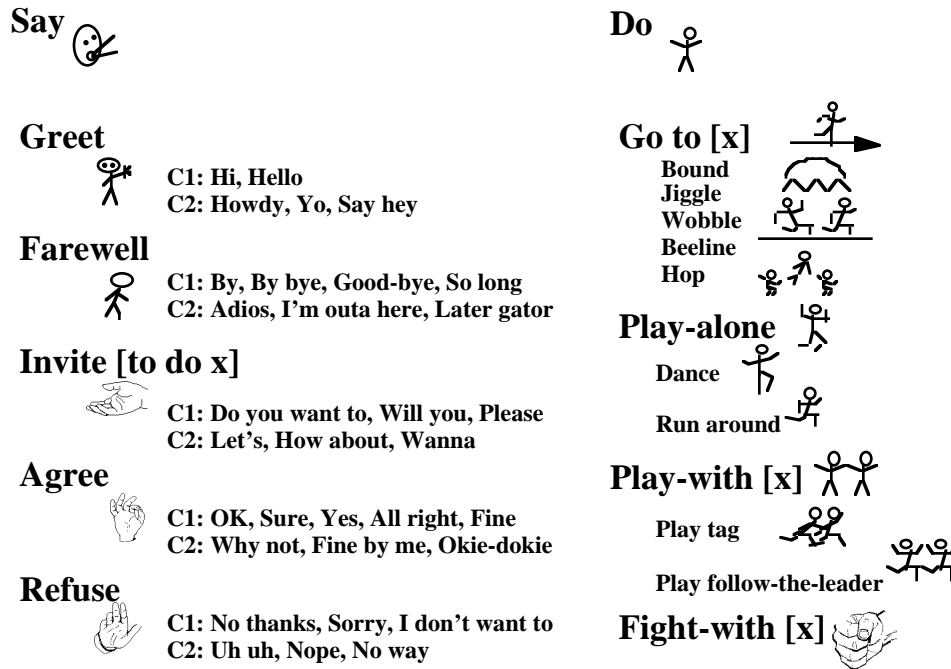 Say
Greet
C1: Hi, Hello
C2: Howdy, Yo, Say hey
Farewell
C1: By, By bye, Good-bye, So long
C2: Adios, I'm outa here, Later gator
Invite [to do x]
C1: Do you want to, Will you, Please
C2: Let's, How about, Wanna
Agree
C1: OK, Sure, Yes, All right, Fine
C2: Why not, Fine by me, Okie-dokie
Refuse
C1: No thanks, Sorry, I don't want to
C2: Uh uh, Nope, No way
Do
Go to [x]
Bound
Jiggle
Wobble
Beeline
Hop
Play-alone
Dance
Run around
Play-with [x]
Play tag
Play follow-the-leader
Fight-with [x]